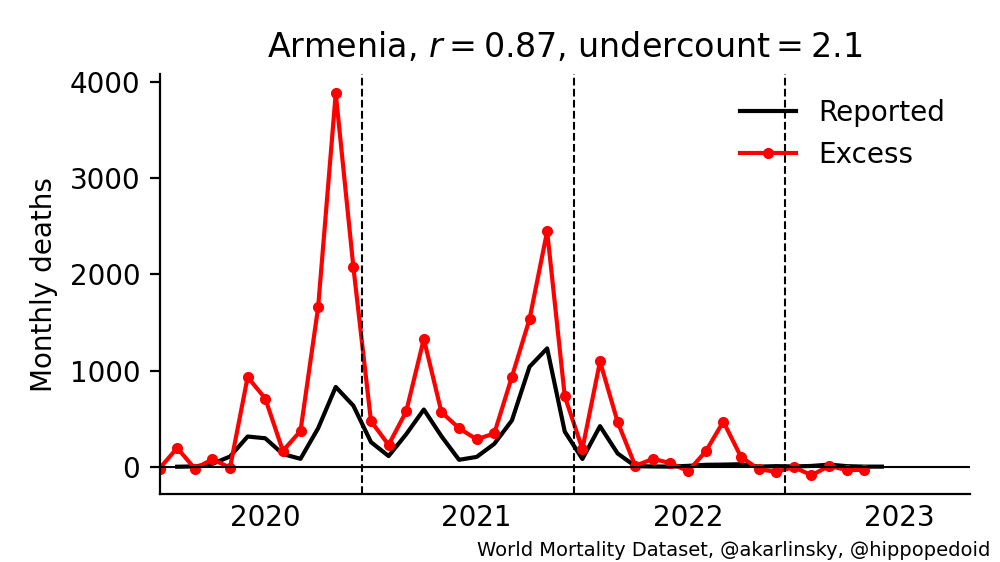 Armenia, r = 0.87, undercount = 2.1
4000
3000
2000
1000
0
Monthly deaths
Reported
Excess
2020 2021 2022 2023
World Mortality Dataset, @akarlinsky, @hippopedoid